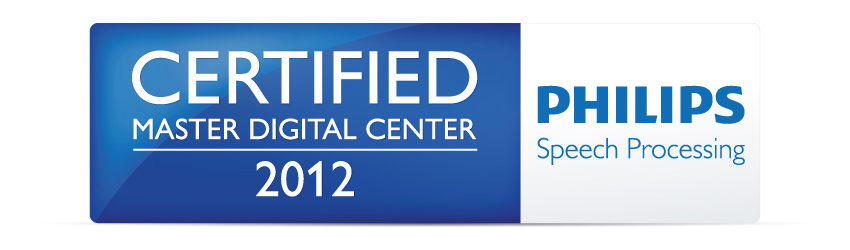 CERTIFIED
MASTER DIGITAL CENTER
2012
PHILIPS
Speech Processing